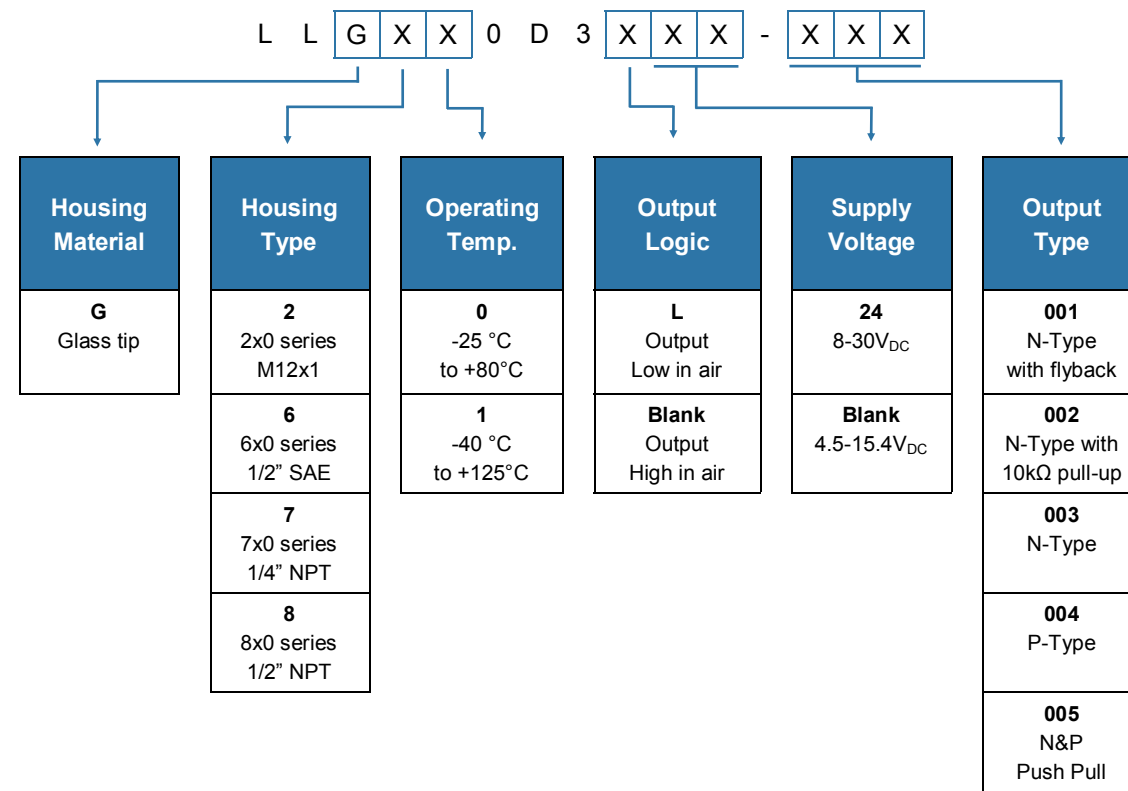 L L G X X 0 D 3 X X X - X X X
Housing
Material
G
Glass tip
Housing
Type
2
2x0 series
M12x1
6
6x0 series
1/2” SAE
7
7x0 series
1/4” NPT
8
8x0 series
1/2” NPT
Operating
Temp.
0
-25 °C
to +80°C
1
-40 °C
to +125°C
Output
Logic
L
Output
Low in air
Blank
Output
High in air
Supply
Voltage
24
8-30VDC
Blank
4.5-15.4VDC
Output
Type
001
N-Type
with flyback
002
N-Type with
10kΩ pull-up
003
N-Type
004
P-Type
005
N&P
Push Pull